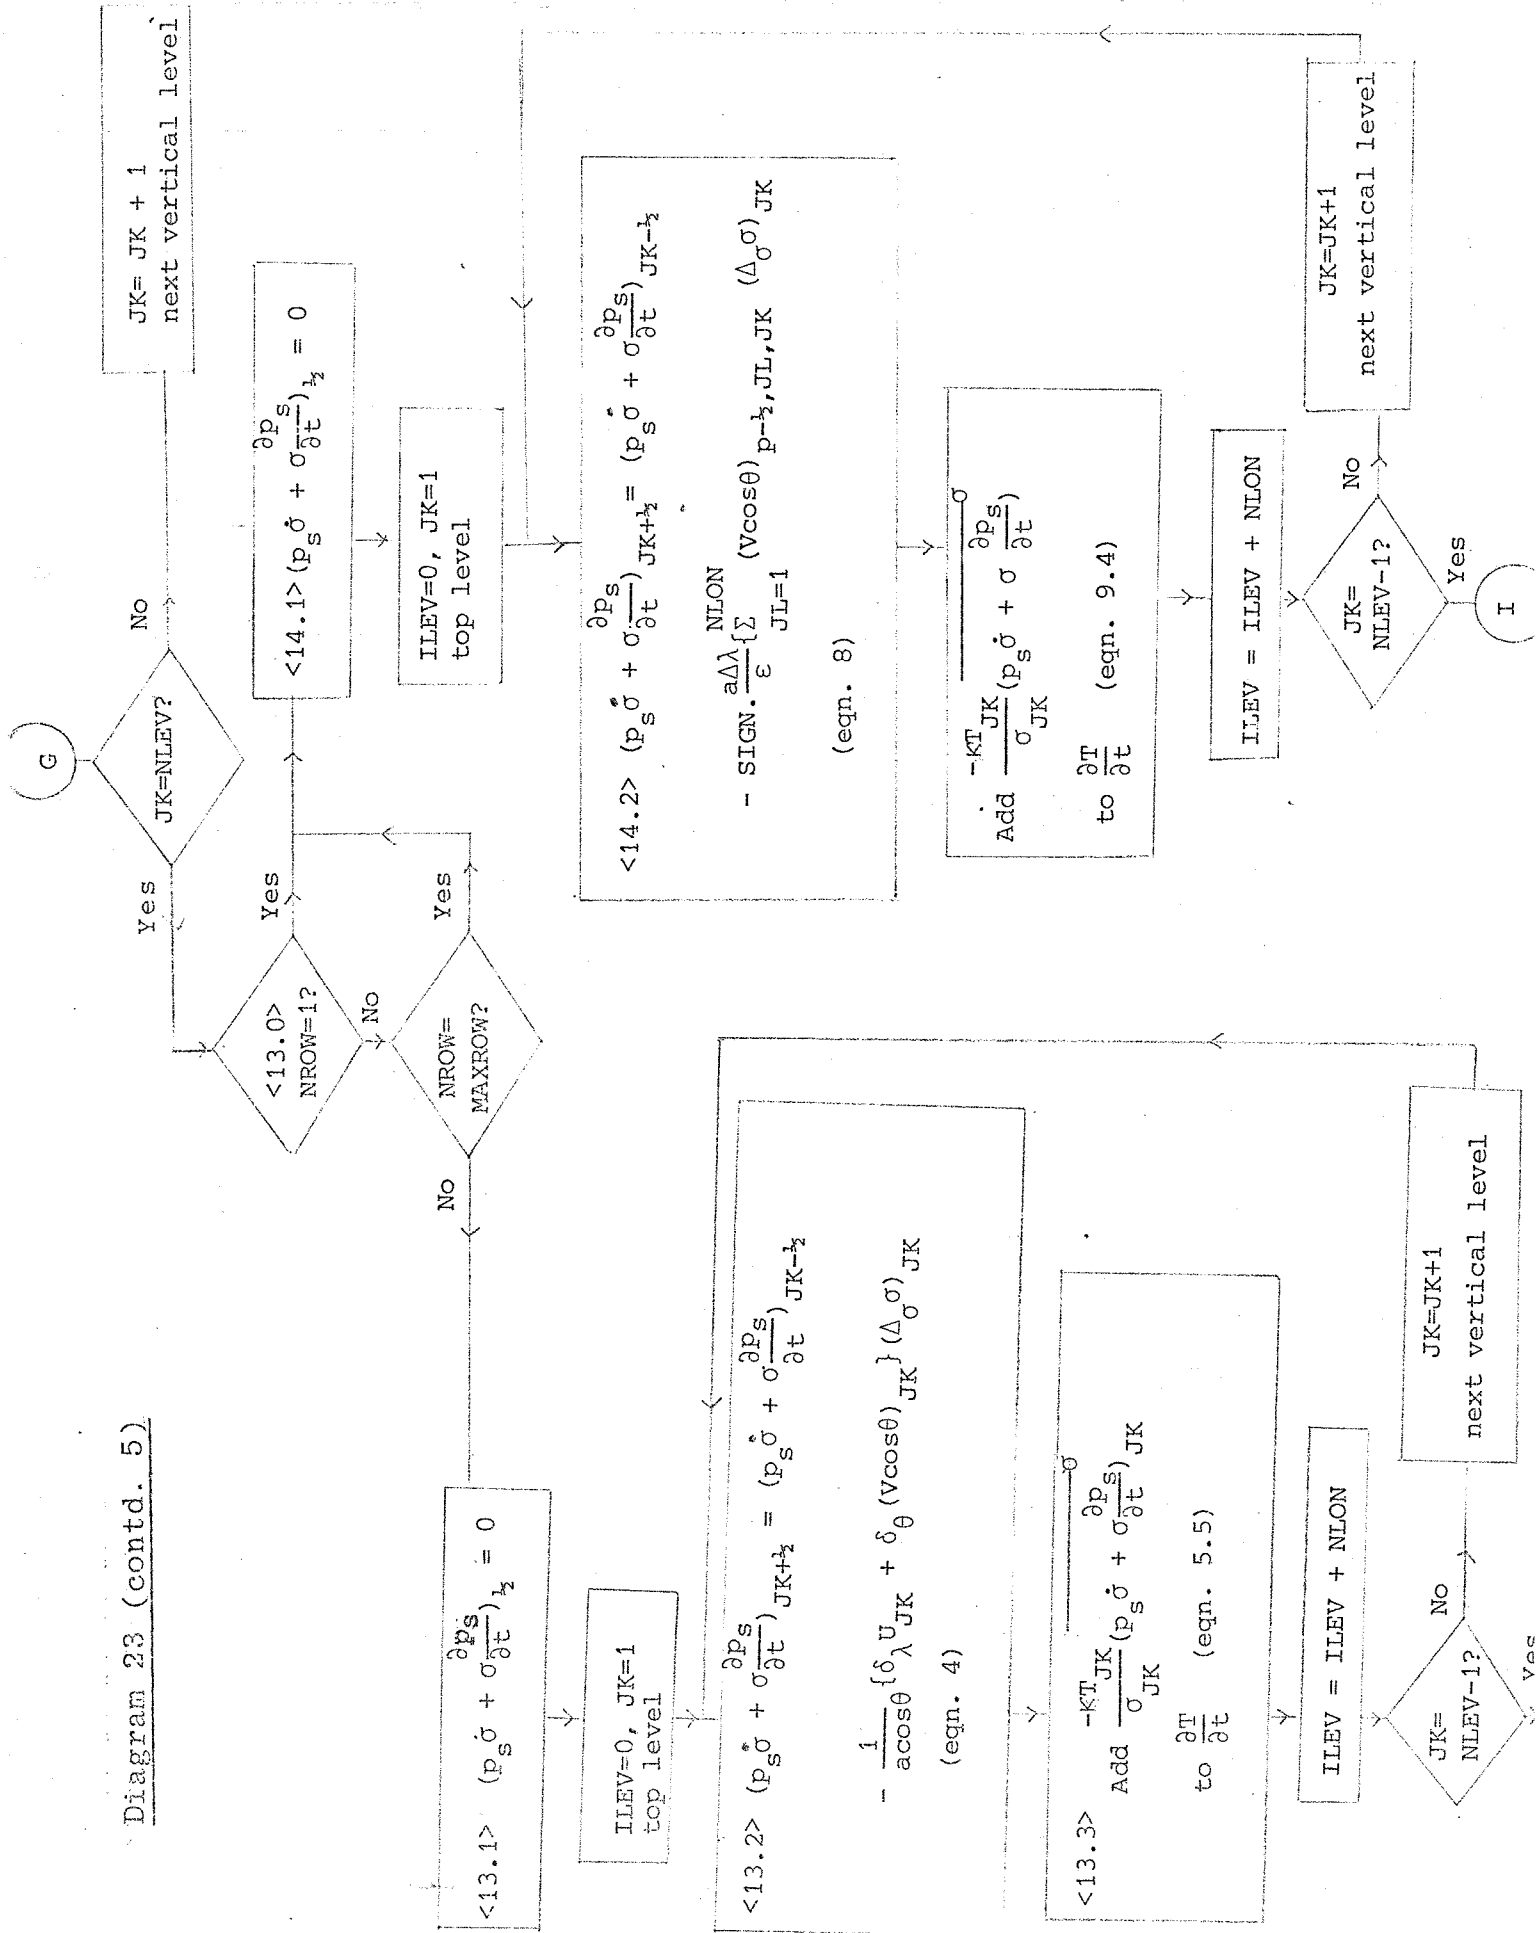 Diagram 23 (contd. 5)
G
JK=NLEV?
No
JK= JK + 1
next vertical level
Yes
<13.0>
NROW=1?
Yes
No
NROW=
MAXROW?
Yes
No
<14.1> (p_s σ̇ + σ ∂p_s/∂t)_½ = 0
ILEV=0, JK=1
top level
<14.2> (p_s σ̇ + σ ∂p_s/∂t)_JK+½ = (p_s σ̇ + σ ∂p_s/∂t)_JK-½
- SIGN. aΔλ/ε {Σ_JL=1^NLON (Vcosθ)_p-½,JL,JK (Δ_σ σ)_JK
(eqn. 8)
Add -κT_JK/σ_JK (p_s σ̇ + σ ∂p_s/∂t)‾^σ
to ∂T/∂t (eqn. 9.4)
ILEV = ILEV + NLON
JK=
NLEV-1?
No
JK=JK+1
next vertical level
Yes
I
<13.1> (p_s σ̇ + σ ∂p_s/∂t)_½ = 0
ILEV=0, JK=1
top level
<13.2> (p_s σ̇ + σ ∂p_s/∂t)_JK+½ = (p_s σ̇ + σ ∂p_s/∂t)_JK-½
- 1/acosθ {δ_λ U_JK + δ_θ (Vcosθ)_JK} (Δ_σ σ)_JK
(eqn. 4)
<13.3>
Add -κT_JK/σ_JK (p_s σ̇ + σ ∂p_s/∂t)‾^σ_JK
to ∂T/∂t (eqn. 5.5)
ILEV = ILEV + NLON
JK=
NLEV-1?
No
JK=JK+1
next vertical level
Yes